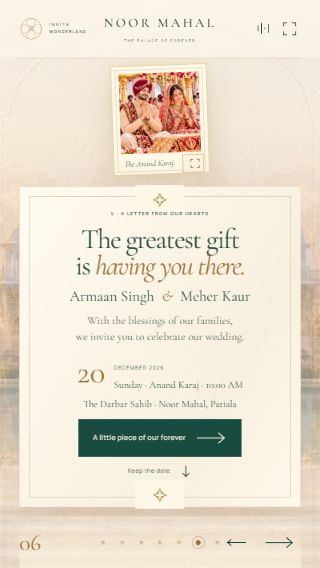 INVITE
WONDERLAND
NOOR MAHAL
THE PALACE OF FOREVER
The Anand Karaj.
V · A LETTER FROM OUR HEARTS
The greatest gift
is having you there.
Armaan Singh & Meher Kaur
With the blessings of our families,
we invite you to celebrate our wedding.
20
DECEMBER 2026
Sunday · Anand Karaj · 10:00 AM
The Darbar Sahib · Noor Mahal, Patiala
A little piece of our forever
Keep the date
06